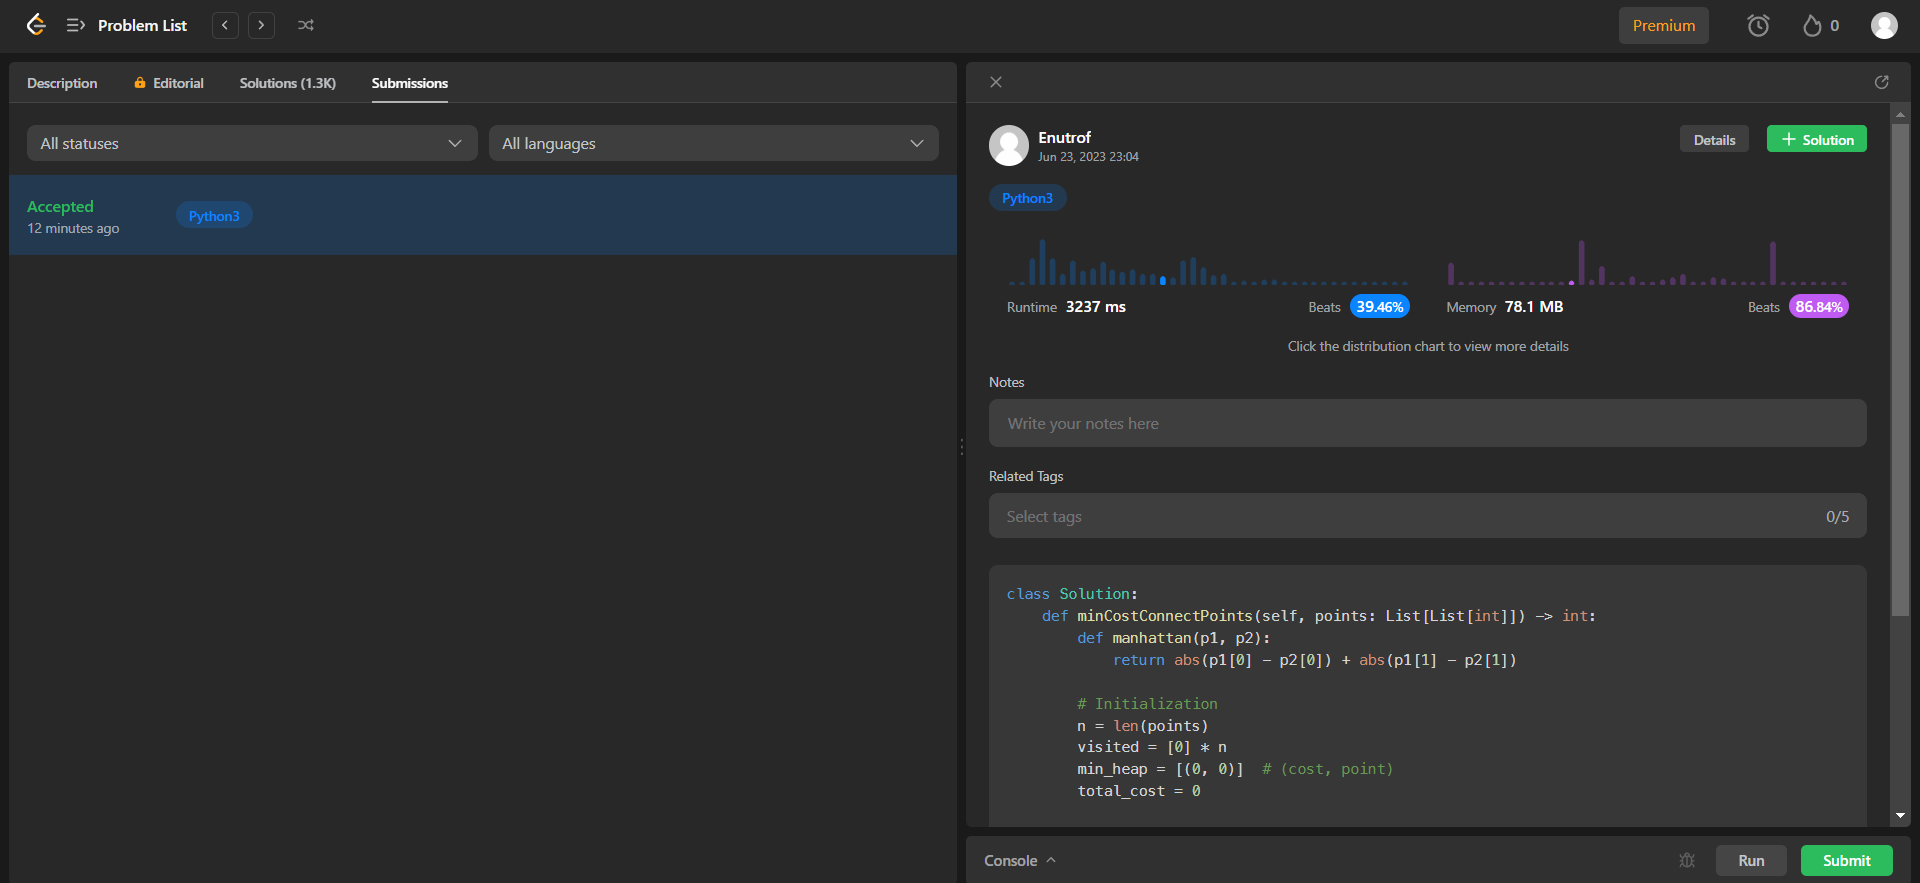 Problem List
Premium
0
Description
Editorial
Solutions (1.3K)
Submissions
All statuses
All languages
Accepted
12 minutes ago
Python3
Enutrof
Jun 23, 2023 23:04
Details
Solution
Python3
Runtime 3237 ms
Beats 39.46%
Memory 78.1 MB
Beats 86.84%
Click the distribution chart to view more details
Notes
Write your notes here
Related Tags
Select tags
0/5
class Solution:
    def minCostConnectPoints(self, points: List[List[int]]) -> int:
        def manhattan(p1, p2):
            return abs(p1[0] - p2[0]) + abs(p1[1] - p2[1])
        # Initialization
        n = len(points)
        visited = [0] * n
        min_heap = [(0, 0)]  # (cost, point)
        total_cost = 0
Console
Run
Submit